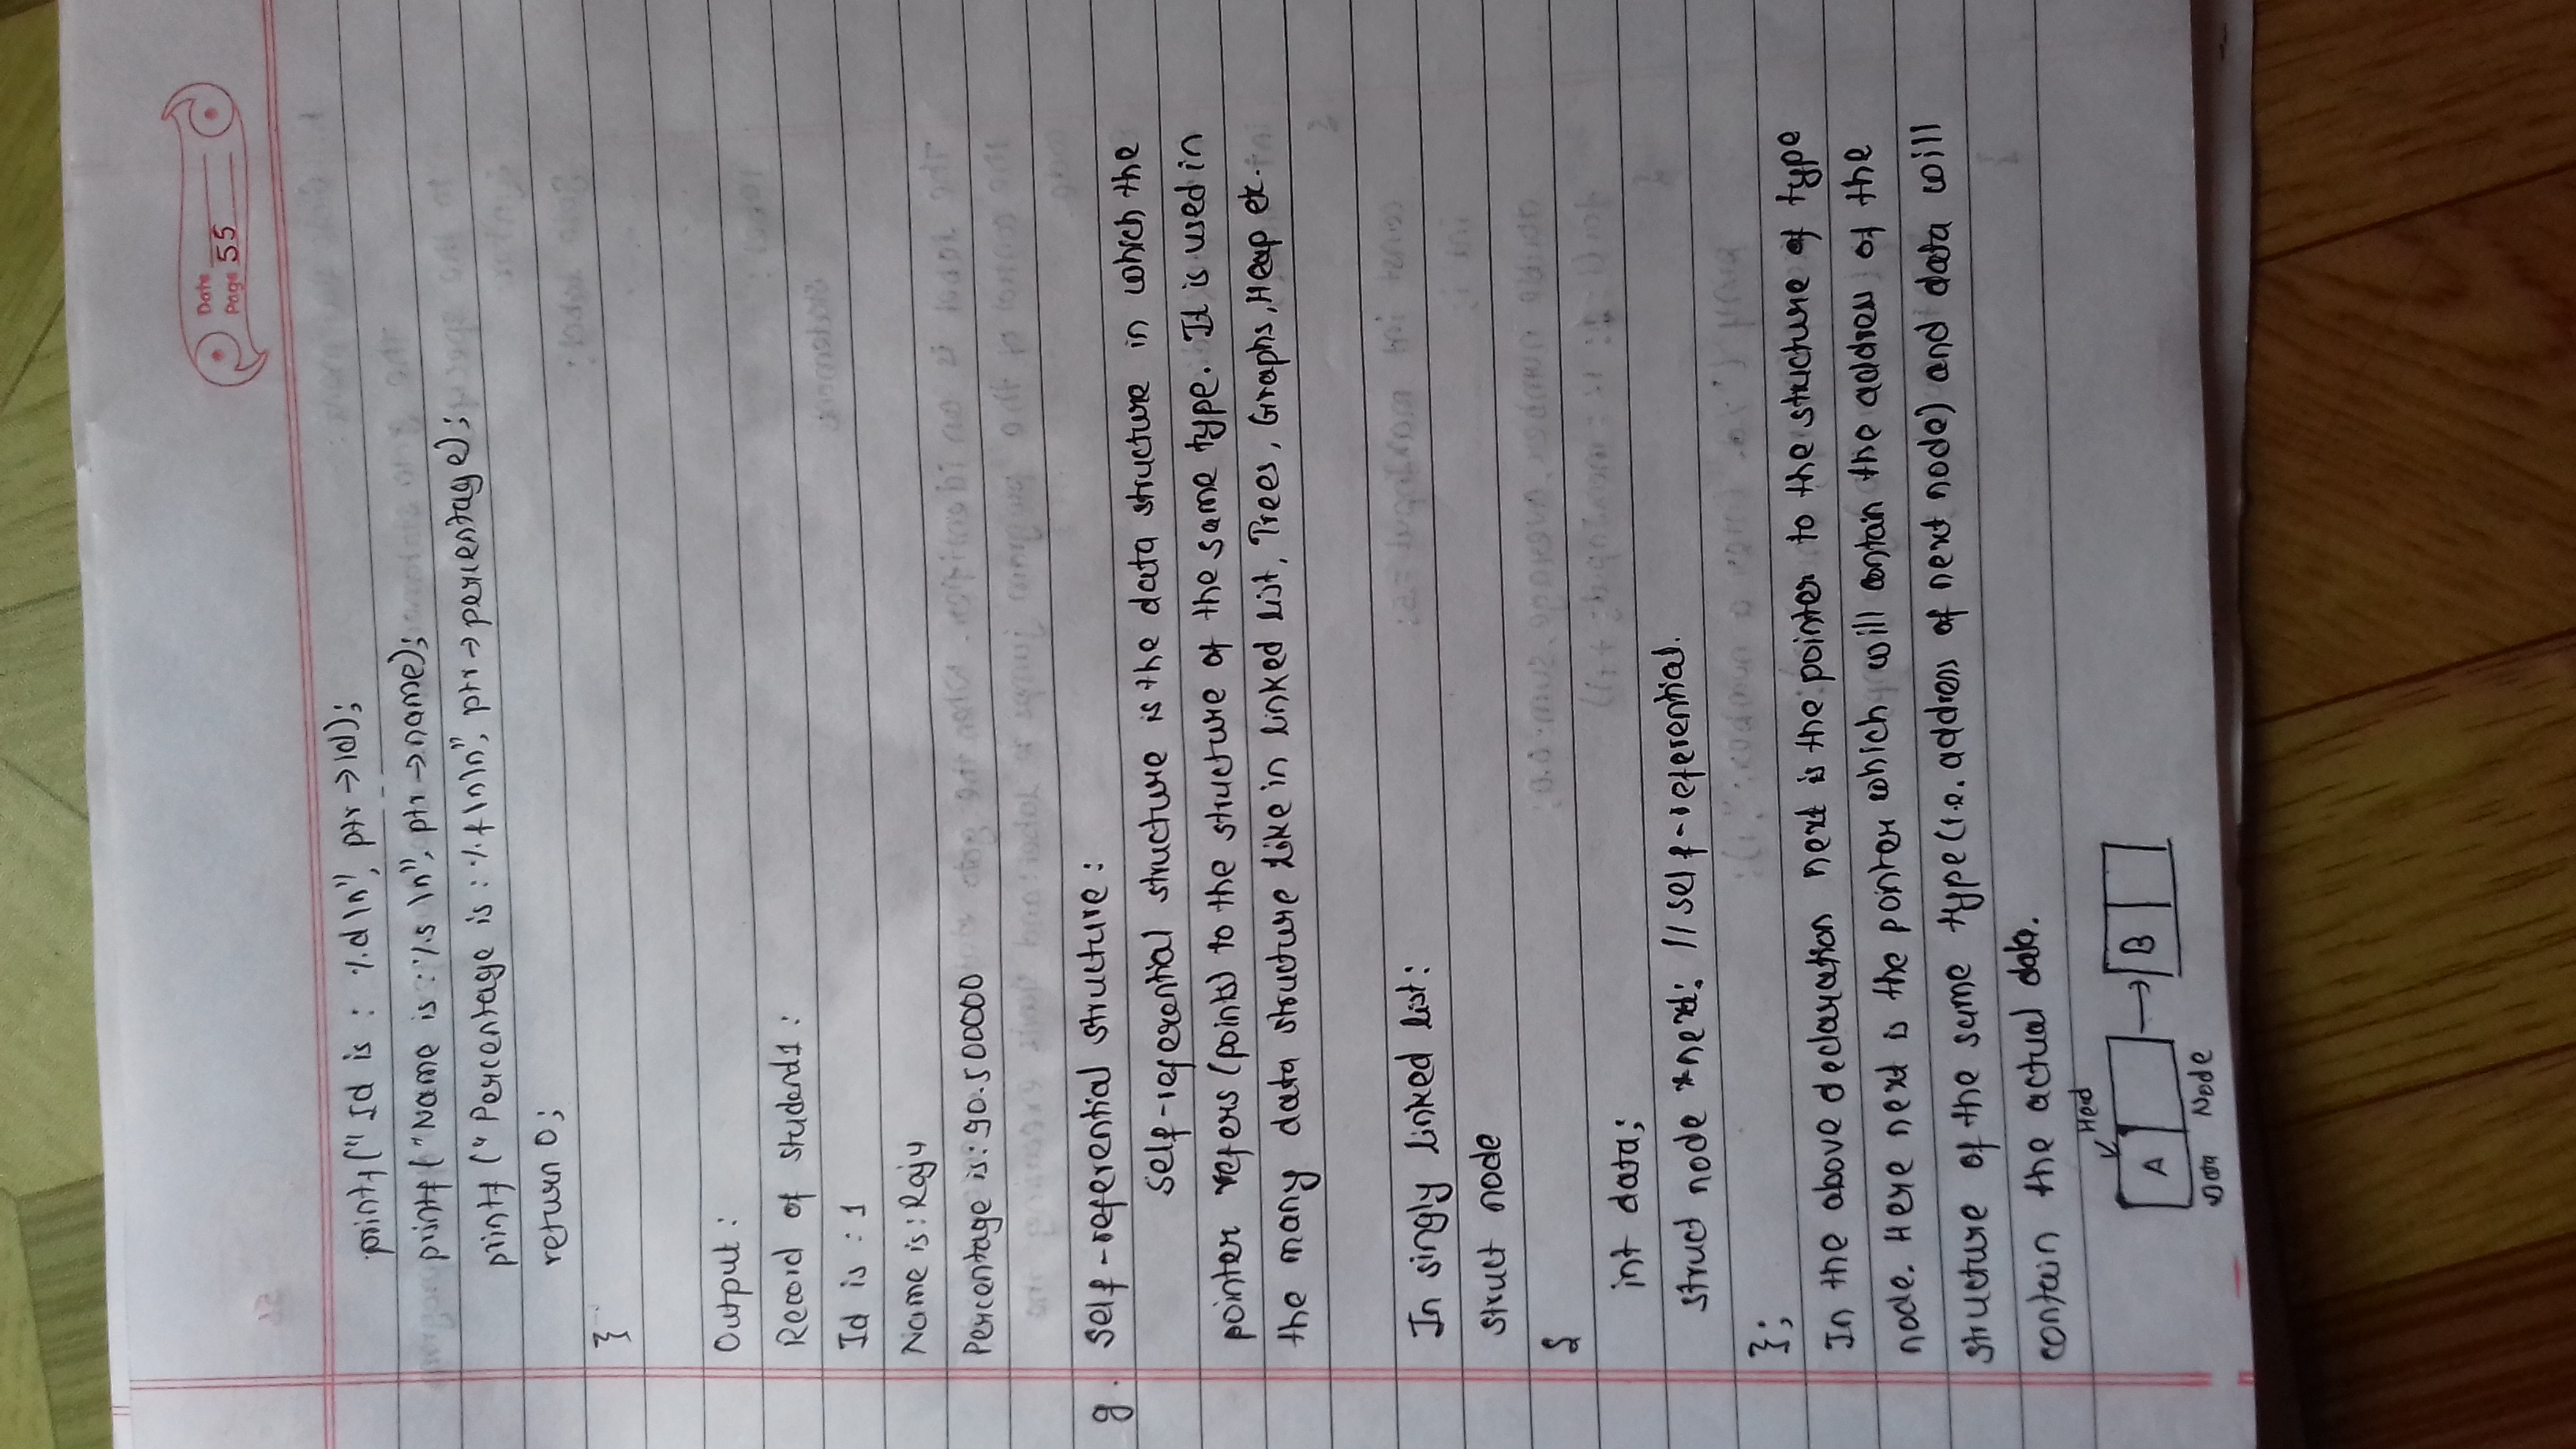 Date
Page 55
printf("Id is : %d\n", ptr->id);
printf("Name is : %s \n", ptr->name);
printf("Percentage is : %f\n\n", ptr->percentage);
return 0;
}
Output :
Record of student1 :
Id is : 1
Name is : Raju
Percentage is : 90.500000
g. Self-referential structure :
Self-referential structure is the data structure in which the
pointer refers (points) to the structure of the same type. It is used in
the many data structure like in linked list, Trees, Graphs, Heap etc.
In singly linked list :
struct node
{
int data;
struct node *next; //self-referential.
};
In the above declaration next is the pointer to the structure of type
node. Here next is the pointer which will contain the address of the
structure of the same type (i.e. address of next node) and data will
contain the actual data.
Head
A → B
Data Node